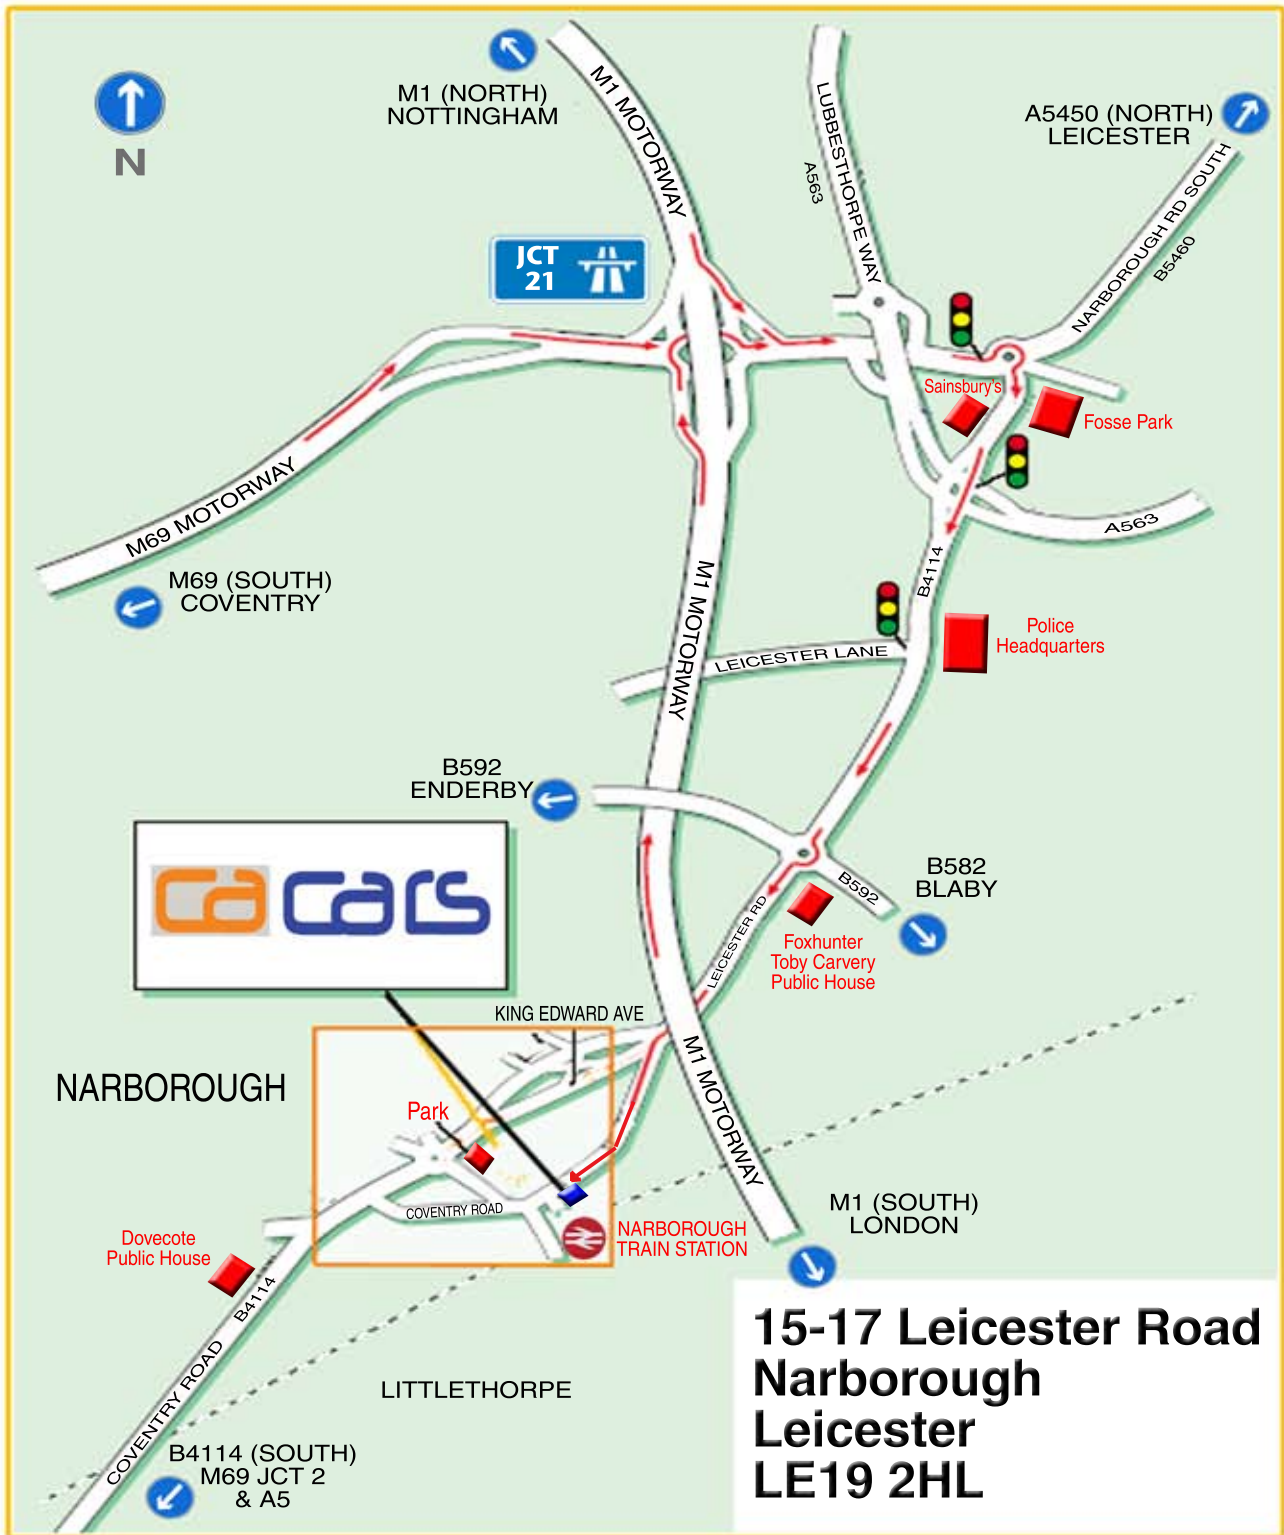 M1 (NORTH)
NOTTINGHAM
N
M1 MOTORWAY
LUBBESTHORPE WAY
A563
A5450 (NORTH)
LEICESTER
NARBOROUGH RD SOUTH
B5460
JCT
21
Sainsbury's
Fosse Park
M69 MOTORWAY
A563
M69 (SOUTH)
COVENTRY
B4114
M1 MOTORWAY
Police
Headquarters
LEICESTER LANE
B592
ENDERBY
B582
BLABY
B592
ca cars
LEICESTER RD
Foxhunter
Toby Carvery
Public House
KING EDWARD AVE
NARBOROUGH
Park
M1 MOTORWAY
COVENTRY ROAD
M1 (SOUTH)
LONDON
NARBOROUGH
TRAIN STATION
Dovecote
Public House
B4114
COVENTRY ROAD
LITTLETHORPE
B4114 (SOUTH)
M69 JCT 2
& A5
15-17 Leicester Road
Narborough
Leicester
LE19 2HL